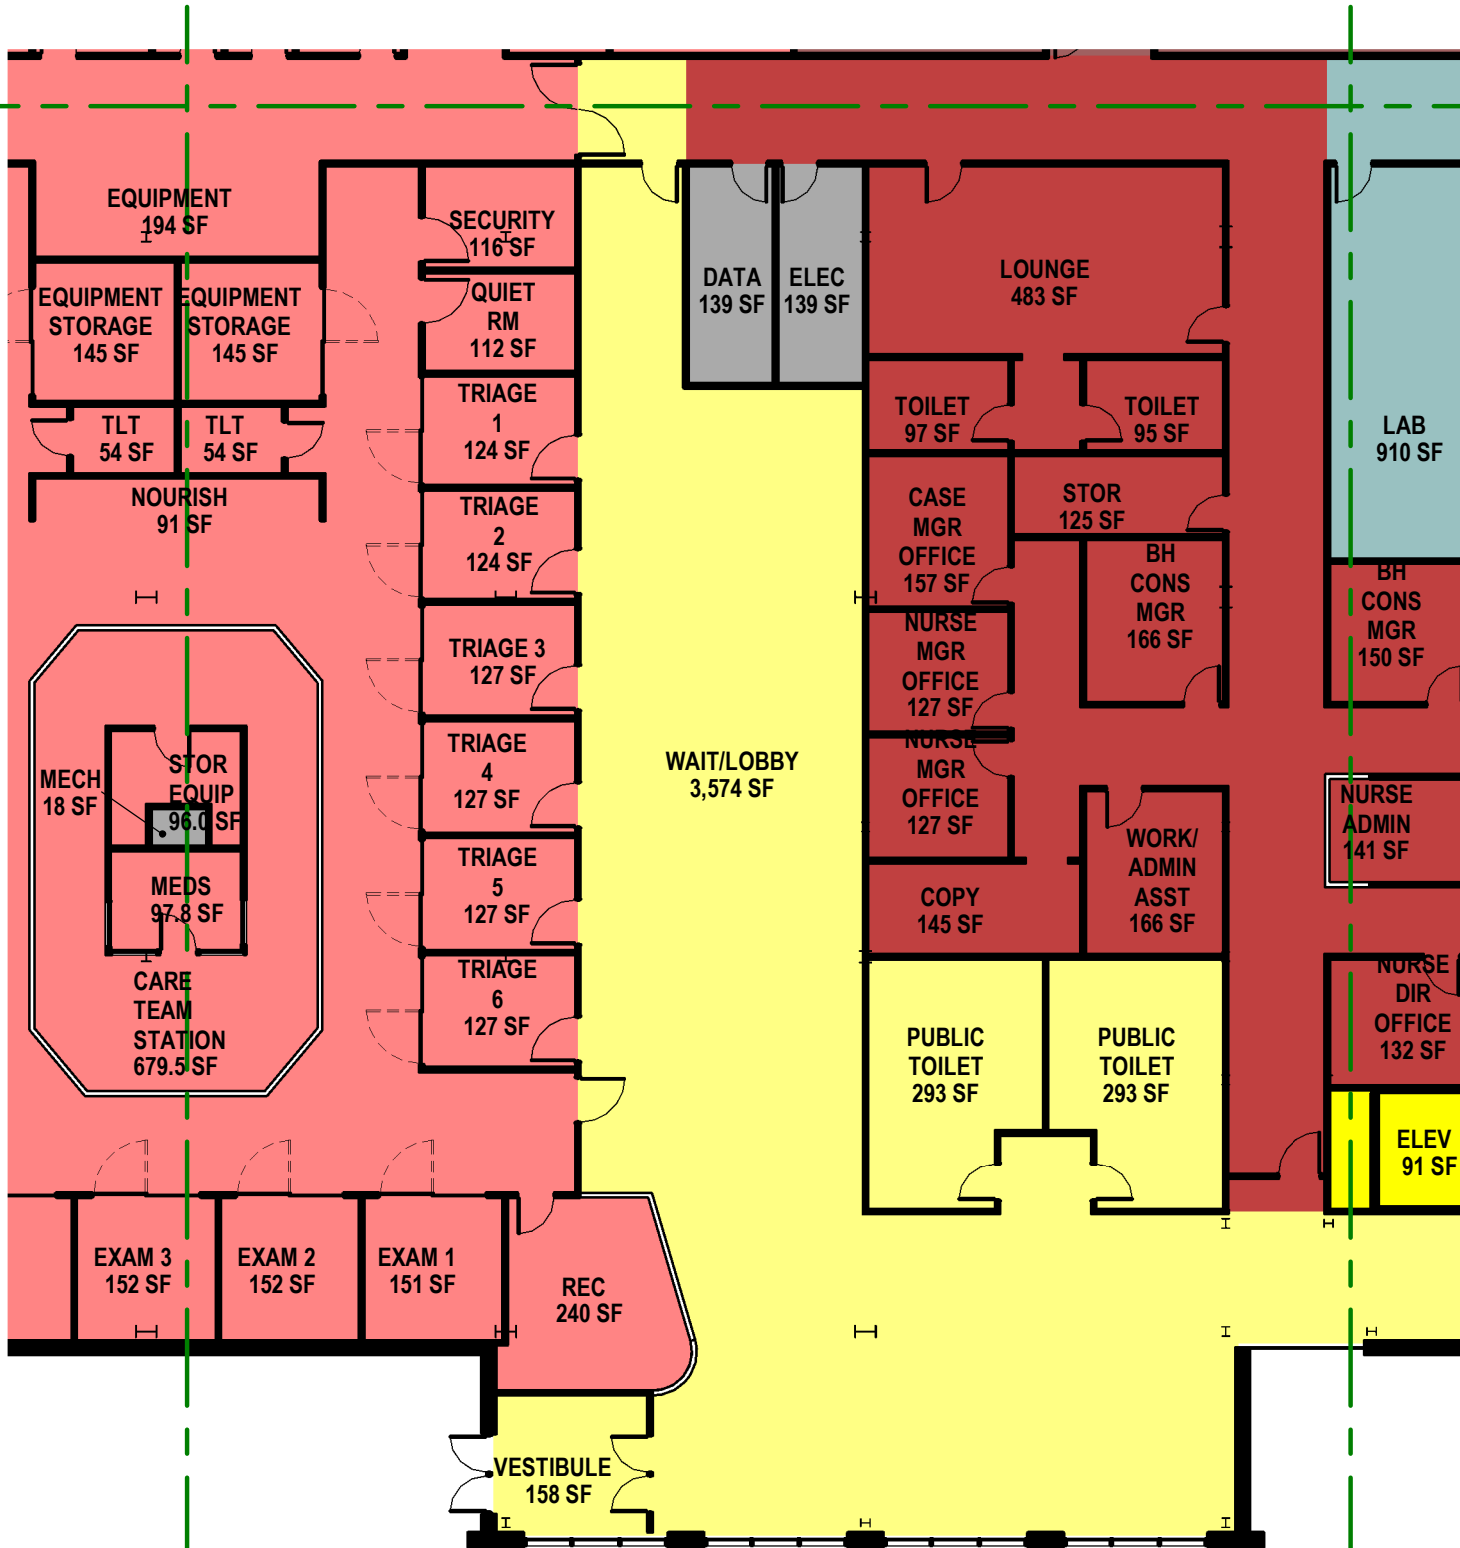 EQUIPMENT
194 SF
SECURITY
116 SF
EQUIPMENT
STORAGE
145 SF
EQUIPMENT
STORAGE
145 SF
QUIET
RM
112 SF
DATA
139 SF
ELEC
139 SF
LOUNGE
483 SF
TLT
54 SF
TLT
54 SF
TRIAGE
1
124 SF
TOILET
97 SF
TOILET
95 SF
LAB
910 SF
NOURISH
91 SF
TRIAGE
2
124 SF
CASE
MGR
OFFICE
157 SF
STOR
125 SF
BH
CONS
MGR
166 SF
BH
CONS
MGR
150 SF
TRIAGE 3
127 SF
NURSE
MGR
OFFICE
127 SF
MECH
18 SF
STOR
EQUIP
96.0 SF
TRIAGE
4
127 SF
WAIT/LOBBY
3,574 SF
NURSE
MGR
OFFICE
127 SF
NURSE
ADMIN
141 SF
MEDS
97.8 SF
TRIAGE
5
127 SF
COPY
145 SF
WORK/
ADMIN
ASST
166 SF
CARE
TEAM
STATION
679.5 SF
TRIAGE
6
127 SF
PUBLIC
TOILET
293 SF
PUBLIC
TOILET
293 SF
NURSE
DIR
OFFICE
132 SF
ELEV
91 SF
EXAM 3
152 SF
EXAM 2
152 SF
EXAM 1
151 SF
REC
240 SF
VESTIBULE
158 SF